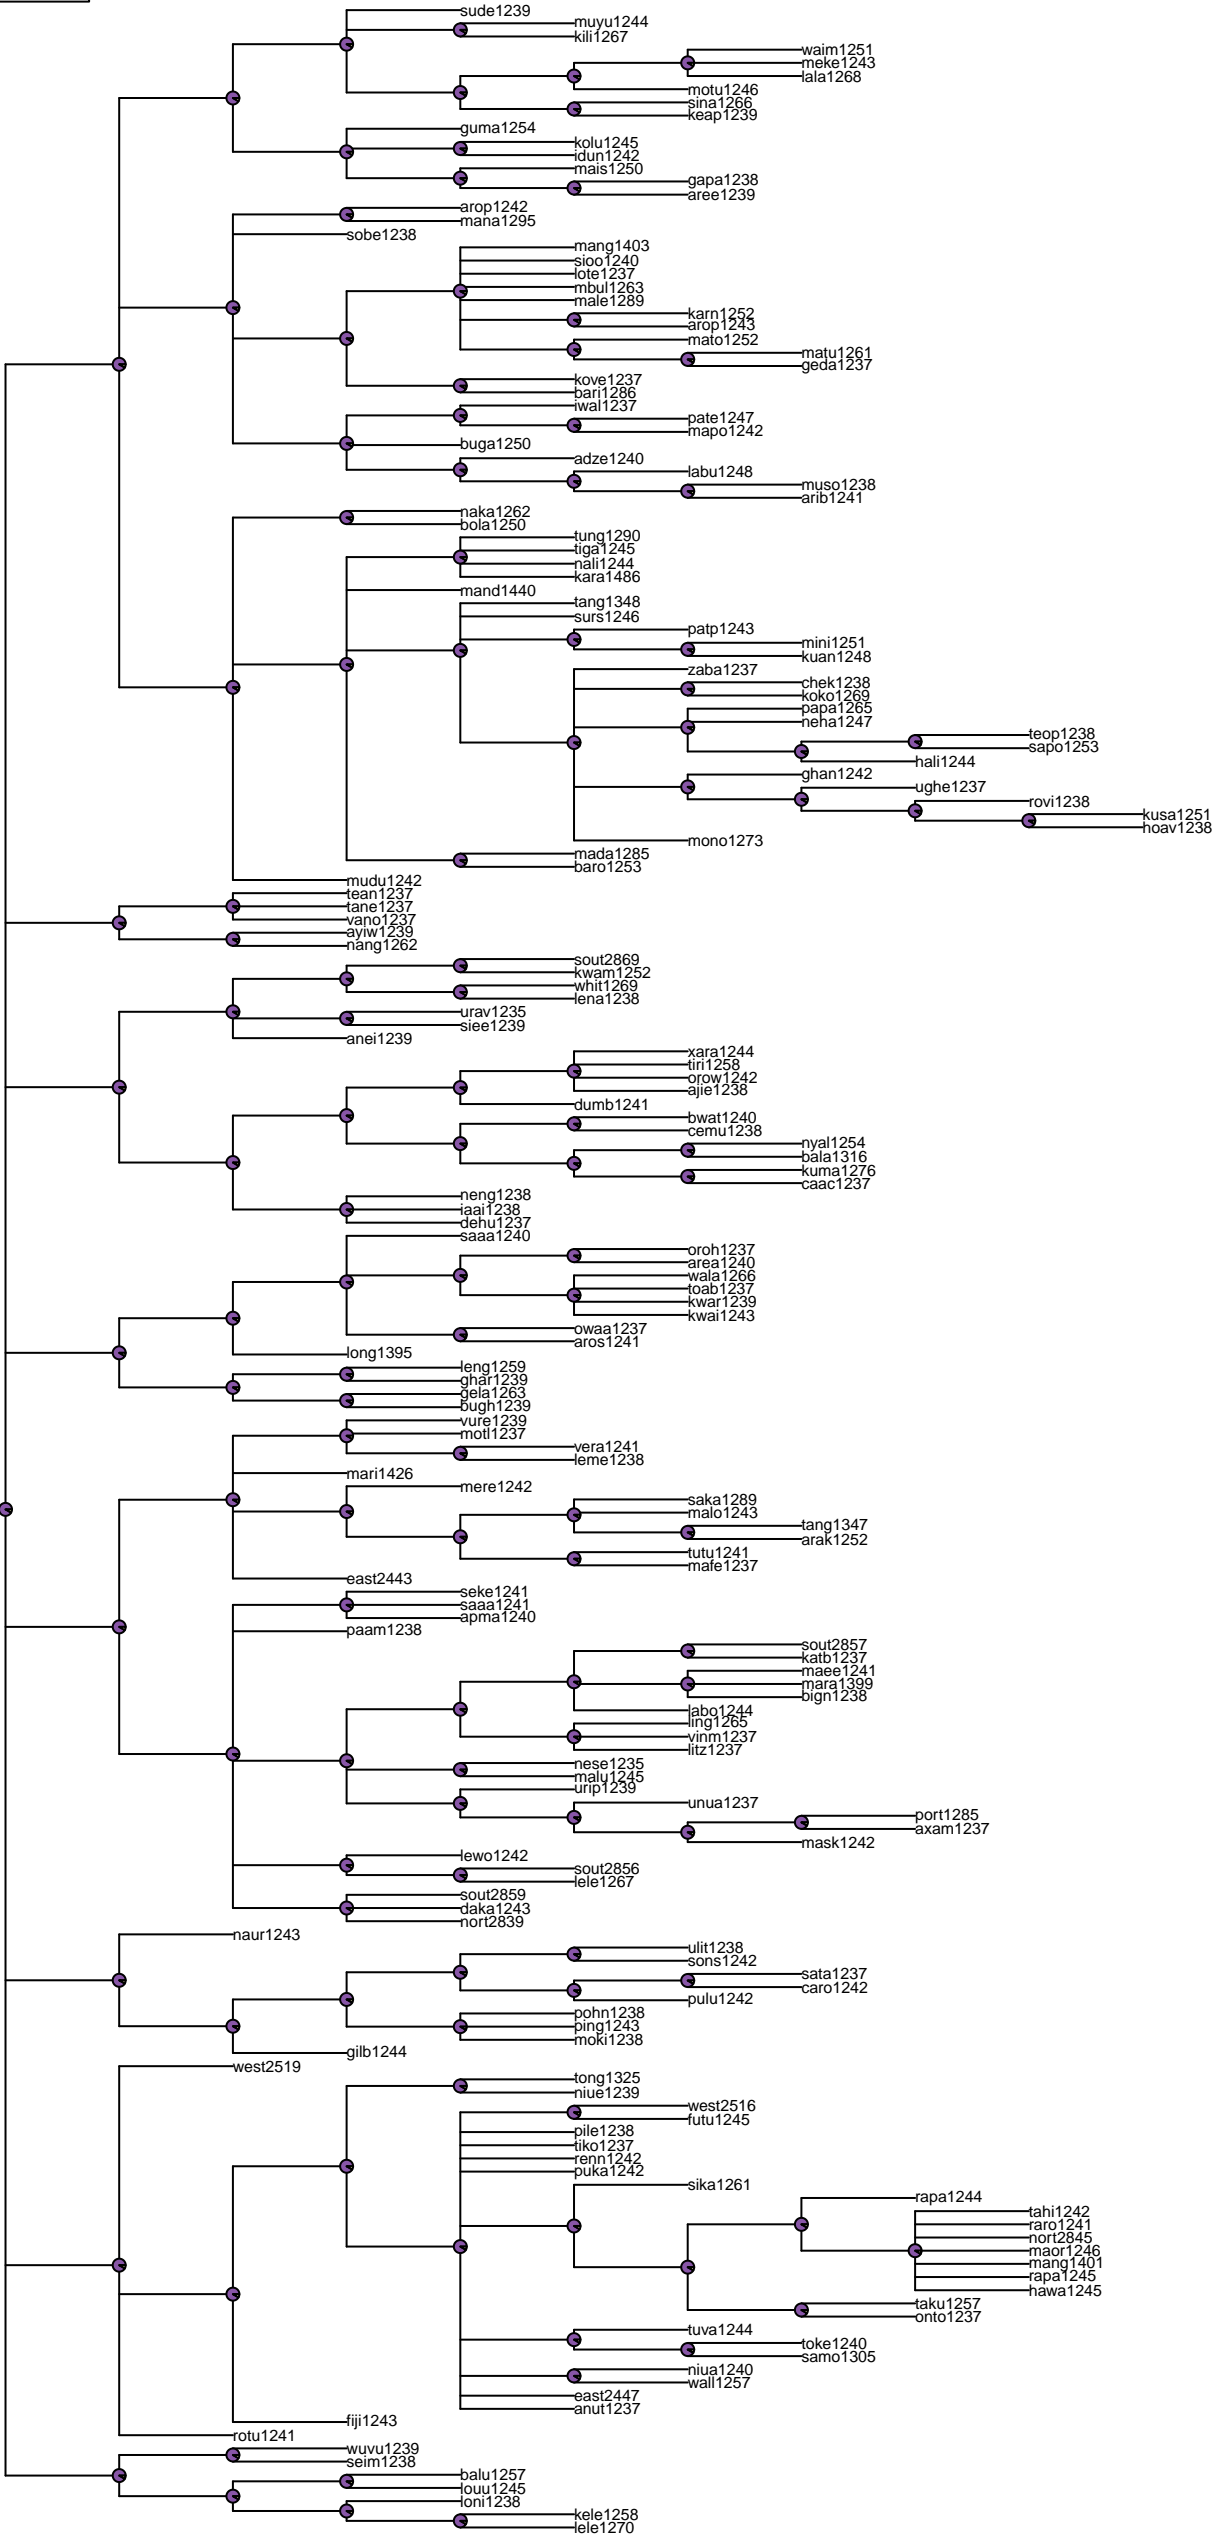 sude1239
muyu1244
kili1267
waim1251
meke1243
lala1268
motu1246
sina1266
keap1239
guma1254
kolu1245
idun1242
mais1250
gapa1238
aree1239
arop1242
mana1295
sobe1238
mang1403
sioo1240
lote1237
mbul1263
male1289
karn1252
arop1243
mato1252
matu1261
geda1237
kove1237
bari1286
iwal1237
pate1247
mapo1242
buga1250
adze1240
labu1248
muso1238
arib1241
naka1262
bola1250
tung1290
tiga1245
nali1244
kara1486
mand1440
tang1348
surs1246
patp1243
mini1251
kuan1248
zaba1237
chek1238
koko1269
papa1265
neha1247
teop1238
sapo1253
hali1244
ghan1242
ughe1237
rovi1238
kusa1251
hoav1238
mono1273
mada1285
baro1253
mudu1242
tean1237
tane1237
vano1237
ayiw1239
nang1262
sout2869
kwam1252
whit1269
lena1238
urav1235
siee1239
anei1239
xara1244
tiri1258
orow1242
ajie1238
dumb1241
bwat1240
cemu1238
nyal1254
bala1316
kuma1276
caac1237
neng1238
iaai1238
dehu1237
saaa1240
oroh1237
area1240
wala1266
toab1237
kwar1239
kwai1243
owaa1237
aros1241
long1395
leng1259
ghar1239
gela1263
bugh1239
vure1239
motl1237
vera1241
leme1238
mari1426
mere1242
saka1289
malo1243
tang1347
arak1252
tutu1241
mafe1237
east2443
seke1241
saaa1241
apma1240
paam1238
sout2857
katb1237
maee1241
mara1399
bign1238
labo1244
ling1265
vinm1237
litz1237
nese1235
malu1245
urip1239
unua1237
port1285
axam1237
mask1242
lewo1242
sout2856
lele1267
sout2859
daka1243
nort2839
naur1243
ulit1238
sons1242
sata1237
caro1242
pulu1242
pohn1238
ping1243
moki1238
gilb1244
west2519
tong1325
niue1239
west2516
futu1245
pile1238
tiko1237
renn1242
puka1242
sika1261
rapa1244
tahi1242
raro1241
nort2845
maor1246
mang1401
rapa1245
hawa1245
taku1257
onto1237
tuva1244
toke1240
samo1305
niua1240
wall1257
east2447
anut1237
fiji1243
rotu1241
wuvu1239
seim1238
balu1257
louu1245
loni1238
kele1258
lele1270